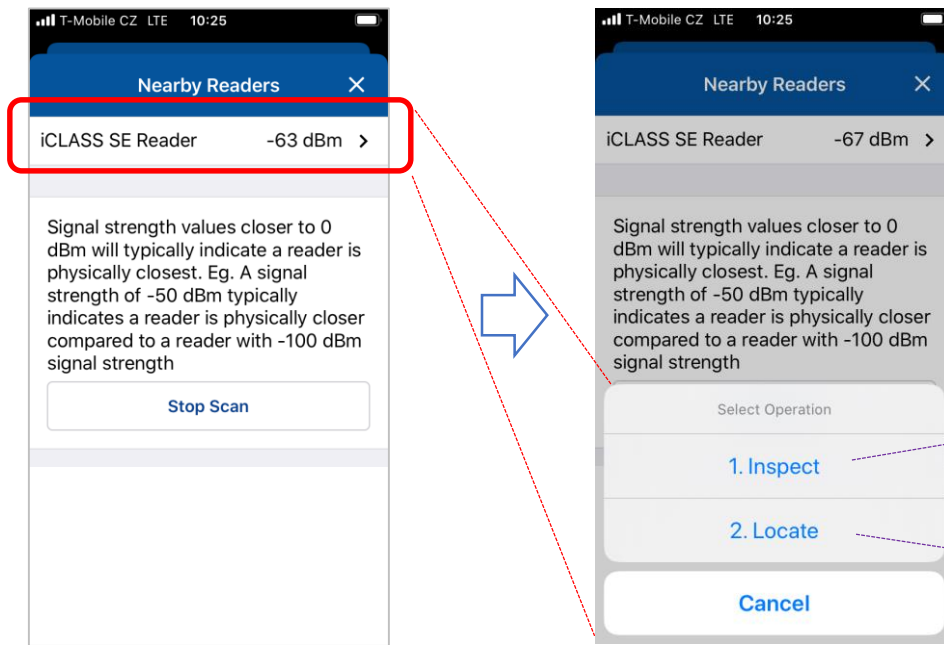 T-Mobile CZ LTE 10:25
Nearby Readers
iCLASS SE Reader -63 dBm
Signal strength values closer to 0
dBm will typically indicate a reader is
physically closest. Eg. A signal
strength of -50 dBm typically
indicates a reader is physically closer
compared to a reader with -100 dBm
signal strength
Stop Scan
T-Mobile CZ LTE 10:25
Nearby Readers
iCLASS SE Reader -67 dBm
Signal strength values closer to 0
dBm will typically indicate a reader is
physically closest. Eg. A signal
strength of -50 dBm typically
indicates a reader is physically closer
compared to a reader with -100 dBm
signal strength
Select Operation
1. Inspect
2. Locate
Cancel